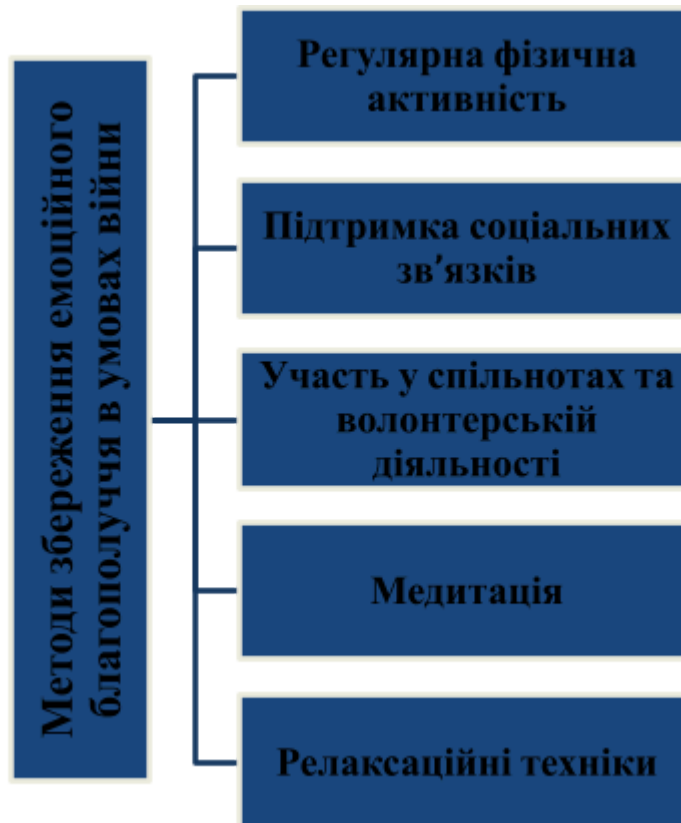 Методи збереження емоційного
благополуччя в умовах війни
Регулярна фізична
активність
Підтримка соціальних
зв'язків
Участь у спільнотах та
волонтерській
діяльності
Медитація
Релаксаційні техніки